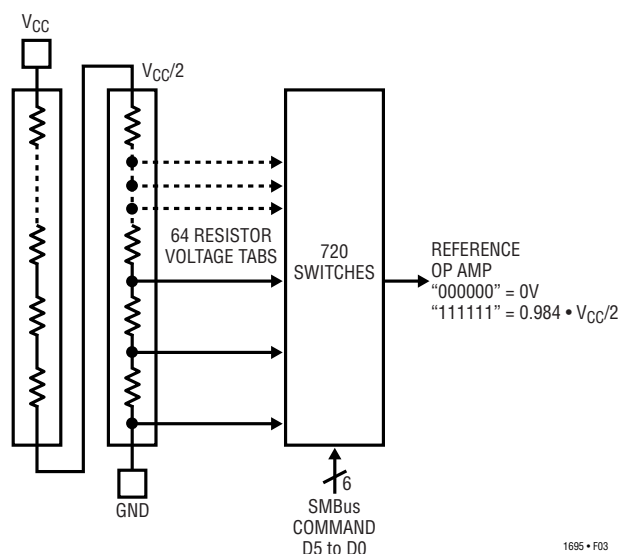 VCC
VCC/2
64 RESISTOR
VOLTAGE TABS
720
SWITCHES
REFERENCE
OP AMP
“000000” = 0V
“111111” = 0.984 • VCC/2
GND
6
SMBus
COMMAND
D5 to D0
1695 • F03